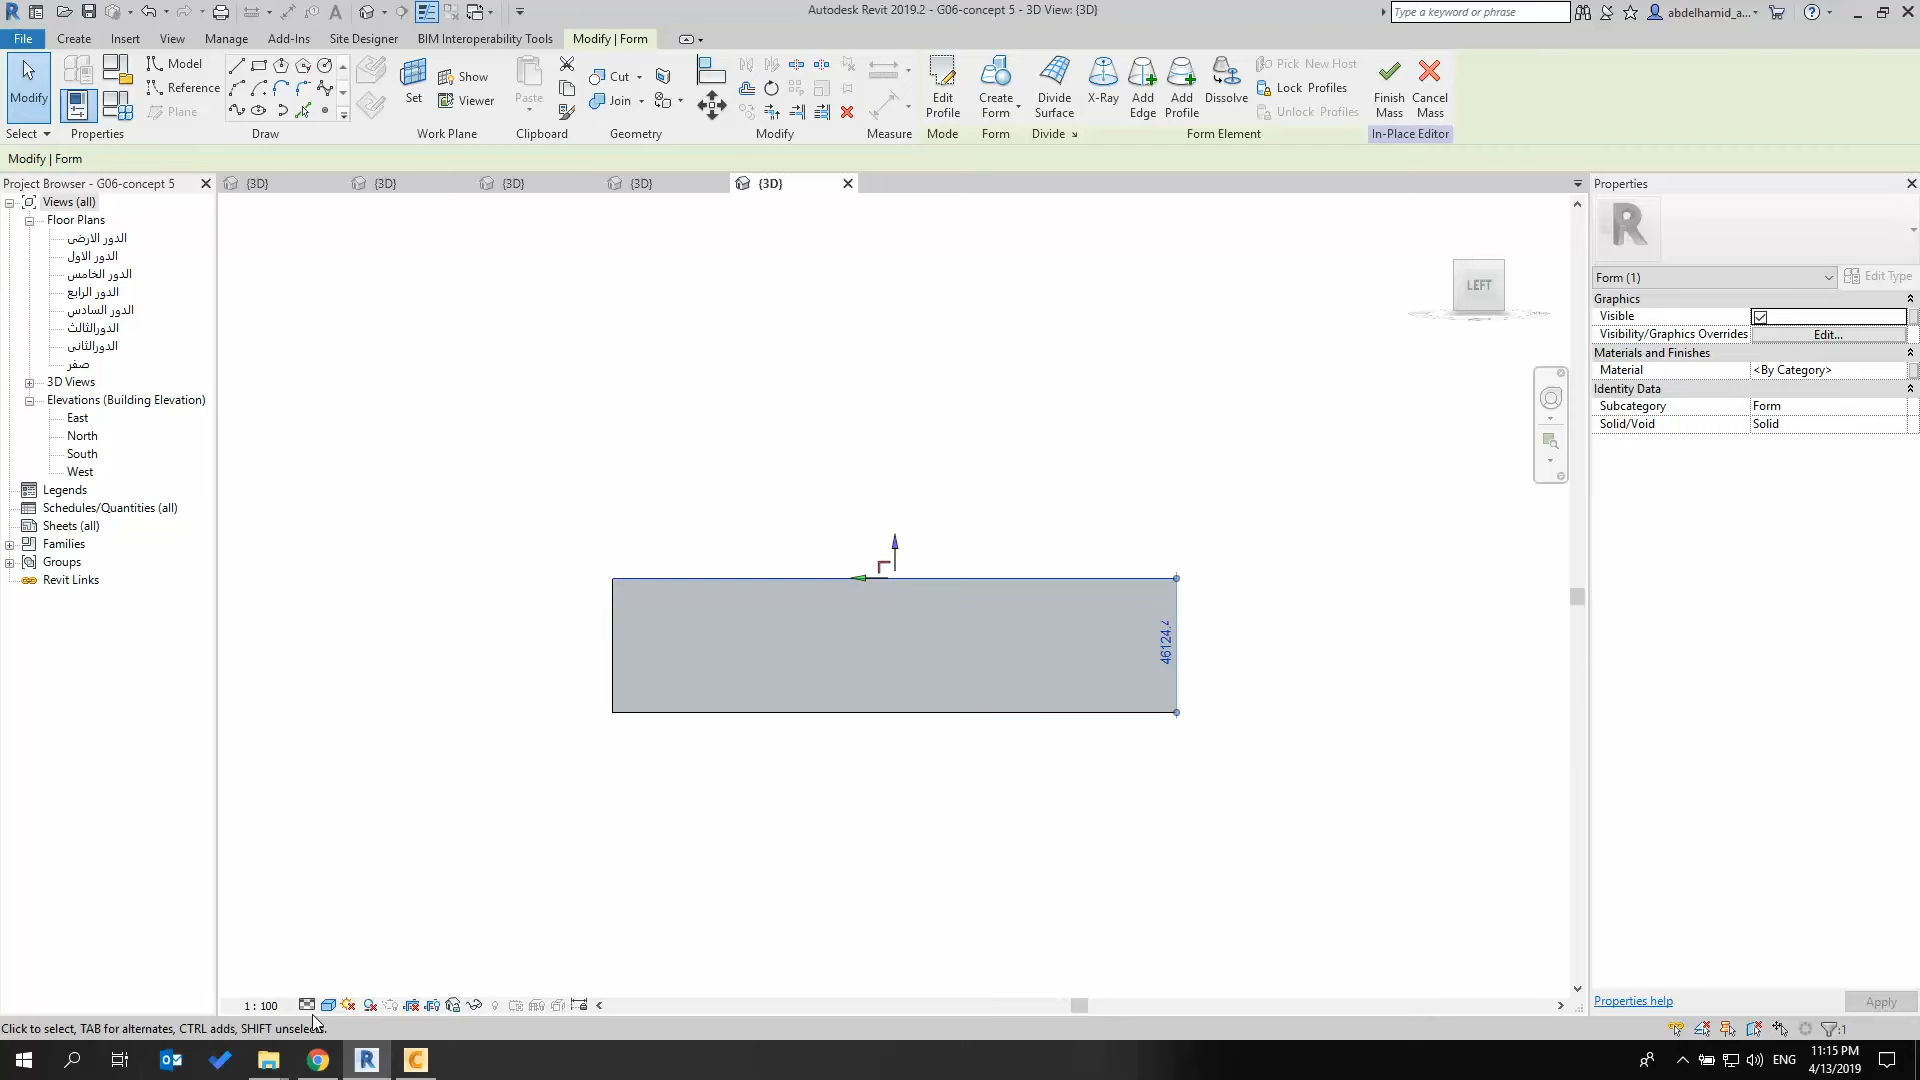 Autodesk Revit 2019.2 - G06-concept 5 - 3D View: {3D}
Type a keyword or phrase
abdelhamid_a...
File Create Insert View Manage Add-Ins Site Designer BIM Interoperability Tools Modify | Form
Modify
Model
Reference
Plane
Set
Show
Viewer
Paste
Cut
Join
Edit Profile
Create Form
Divide Surface
X-Ray
Add Edge
Add Profile
Dissolve
Pick New Host
Lock Profiles
Unlock Profiles
Finish Mass
Cancel Mass
Select Properties Draw Work Plane Clipboard Geometry Modify Measure Mode Form Divide Form Element In-Place Editor
Modify | Form
Project Browser - G06-concept 5
{3D} {3D} {3D} {3D} {3D}
Properties
Views (all)
Floor Plans
الدور الارضى
الدور الاول
الدور الخامس
الدور الرابع
الدور السادس
الدورالثالث
الدورالثانى
صفر
3D Views
Elevations (Building Elevation)
East
North
South
West
Legends
Schedules/Quantities (all)
Sheets (all)
Families
Groups
Revit Links
LEFT
46124.4
R
Form (1)
Edit Type
Graphics
Visible
Visibility/Graphics Overrides Edit...
Materials and Finishes
Material <By Category>
Identity Data
Subcategory Form
Solid/Void Solid
Properties help
Apply
1 : 100
Click to select, TAB for alternates, CTRL adds, SHIFT unselects.
:1
ENG
11:15 PM
4/13/2019